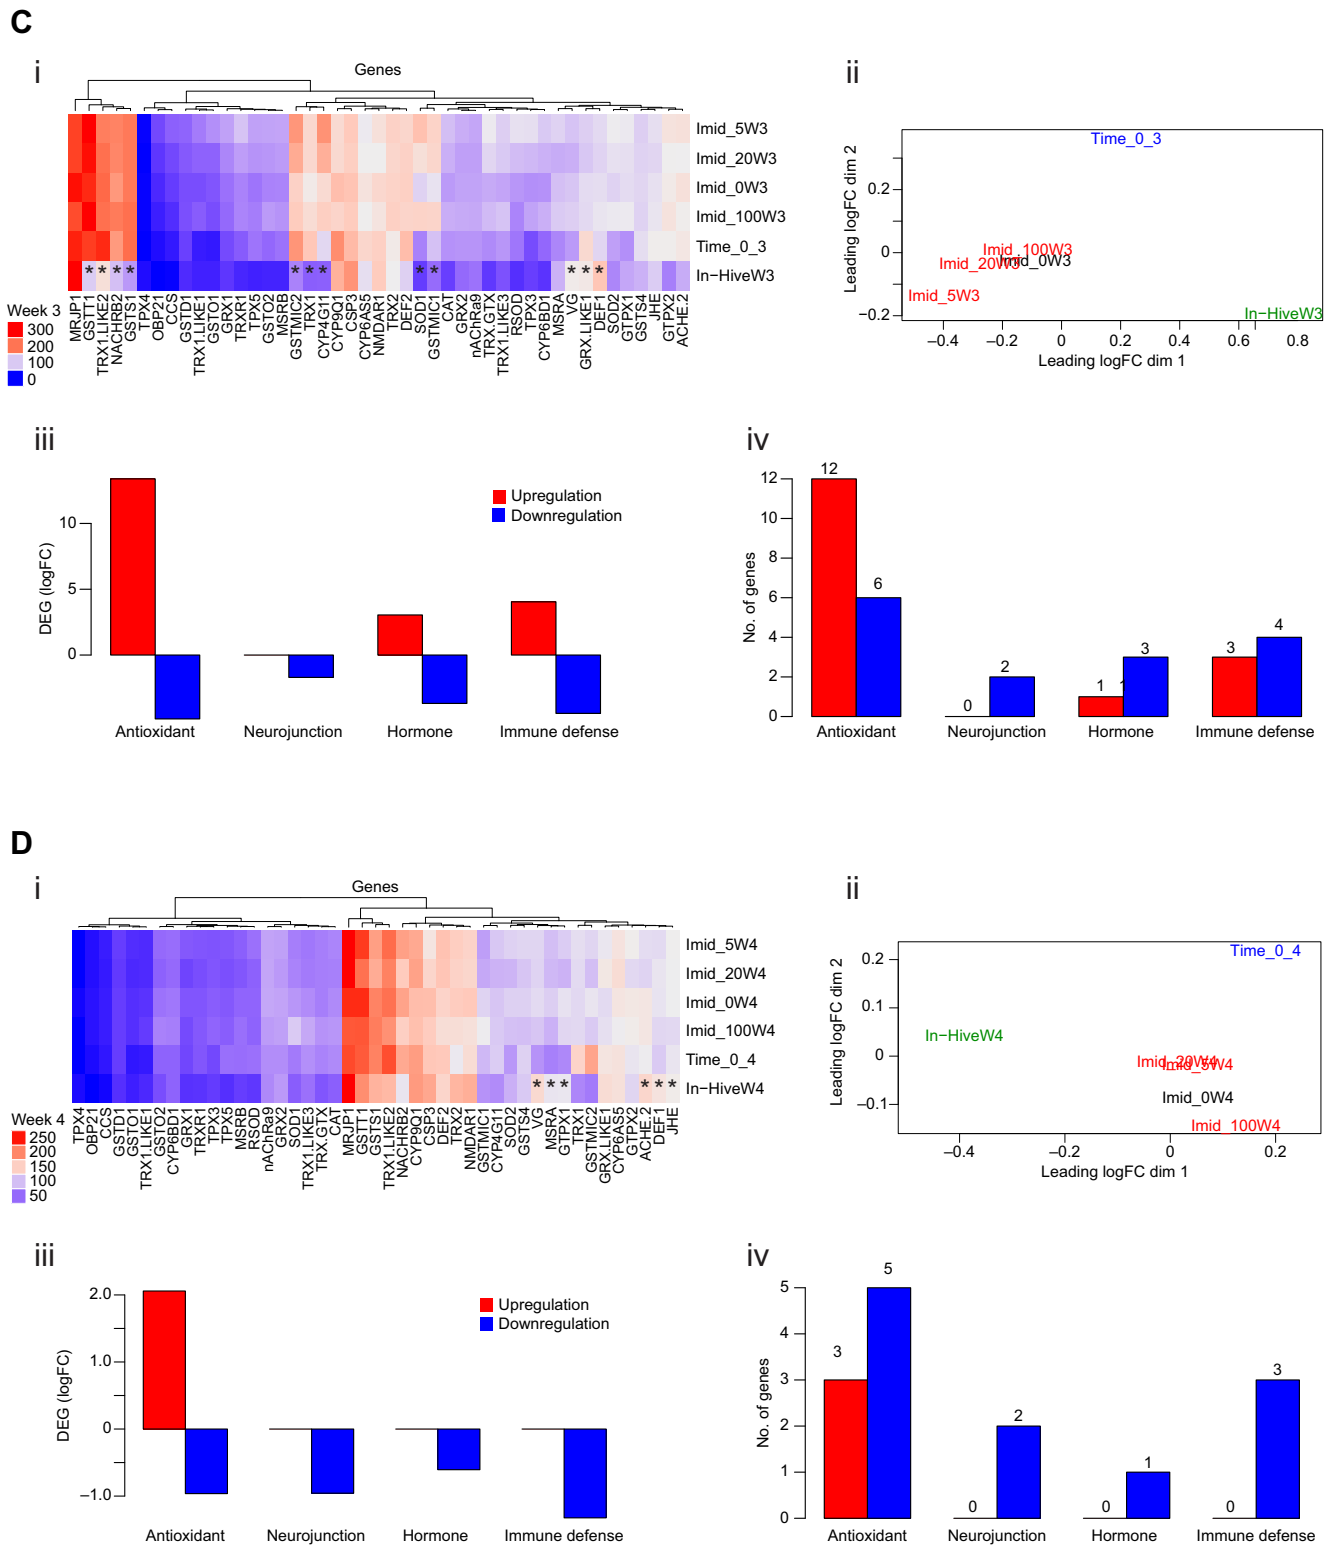 C
i
Genes
Imid_5W3
Imid_20W3
Imid_0W3
Imid_100W3
Time_0_3
In-HiveW3
* * * * * * * * * * * *
MRJP1 GSTT1 TRX1.LIKE2 NACHRB2 GSTS1 TPX4 OBP21 CCS GSTD1 TRX1.LIKE1 GSTO1 GRX1 TRXR1 TPX5 GSTO2 MSRB GSTMIC2 TRX1 CYP4G11 CYP9Q1 CSP3 CYP6AS5 NMDAR1 TRX2 DEF2 SOD1 GSTMIC1 CAT GRX2 nAChRa9 TRX.GTX TRX1.LIKE3 RSOD TPX3 CYP6BD1 MSRA VG GRX.LIKE1 DEF1 SOD2 GTPX1 GSTS4 JHE GTPX2 ACHE.2
Week 3
300
200
100
0
ii
Leading logFC dim 2
0.2
0
−0.2
Time_0_3
Imid_100W3
Imid_20W3
Imid_0W3
Imid_5W3
In−HiveW3
−0.4 −0.2 0 0.2 0.4 0.6 0.8
Leading logFC dim 1
iii
DEG (logFC)
10
5
0
Upregulation
Downregulation
Antioxidant Neurojunction Hormone Immune defense
iv
No. of genes
12
10
8
6
4
2
0
12 6 0 2 1 1 3 3 4
Antioxidant Neurojunction Hormone Immune defense
D
i
Genes
Imid_5W4
Imid_20W4
Imid_0W4
Imid_100W4
Time_0_4
In−HiveW4
* * * * * *
TPX4 OBP21 CCS GSTD1 GSTO1 TRX1.LIKE1 GSTO2 CYP6BD1 GRX1 TRXR1 TPX3 TPX5 MSRB RSOD nAChRa9 GRX2 SOD1 TRX1.LIKE3 TRX.GTX CAT MRJP1 GSTT1 GSTS1 TRX1.LIKE2 NACHRB2 CYP9Q1 CSP3 DEF2 TRX2 NMDAR1 GSTMIC1 CYP4G11 SOD2 GSTS4 VG MSRA GTPX1 TRX1 GSTMIC2 GRX.LIKE1 CYP6AS5 GTPX2 ACHE.2 DEF1 JHE
Week 4
250
200
150
100
50
ii
Leading logFC dim 2
0.2
0.1
0
−0.1
Time_0_4
In−HiveW4
Imid_20W4
Imid_5W4
Imid_0W4
Imid_100W4
−0.4 −0.2 0 0.2
Leading logFC dim 1
iii
DEG (logFC)
2.0
1.0
0
−1.0
Upregulation
Downregulation
Antioxidant Neurojunction Hormone Immune defense
iv
No. of genes
5
4
3
2
1
0
3 5 0 2 0 1 0 3
Antioxidant Neurojunction Hormone Immune defense